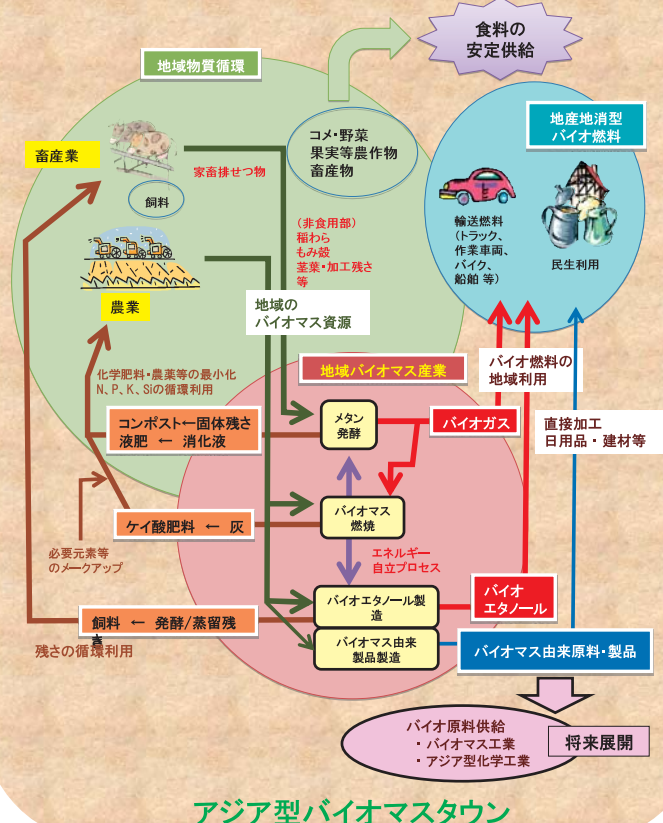 食料の
安定供給
地域物質循環
地産地消型
バイオ燃料
コメ・野菜
果実等農作物
畜産物
畜産業
家畜排せつ物
飼料
輸送燃料
(トラック、
作業車両、
バイク、
船舶 等)
民生利用
(非食用部)
稲わら
もみ殻
茎葉・加工残さ
等
農業
地域の
バイオマス資源
バイオ燃料の
地域利用
地域バイオマス産業
化学肥料・農薬等の最小化
N、P、K、Siの循環利用
コンポスト←固体残さ
液肥 ← 消化液
メタン
発酵
バイオガス
直接加工
日用品・建材等
ケイ酸肥料 ← 灰
バイオマス
燃焼
必要元素等
のメークアップ
エネルギー
自立プロセス
バイオエタノール製
造
バイオ
エタノール
飼料 ← 発酵/蒸留残
さ
バイオマス由来
製品製造
バイオマス由来原料・製品
残さの循環利用
バイオ原料供給
・バイオマス工業
・アジア型化学工業
将来展開
アジア型バイオマスタウン